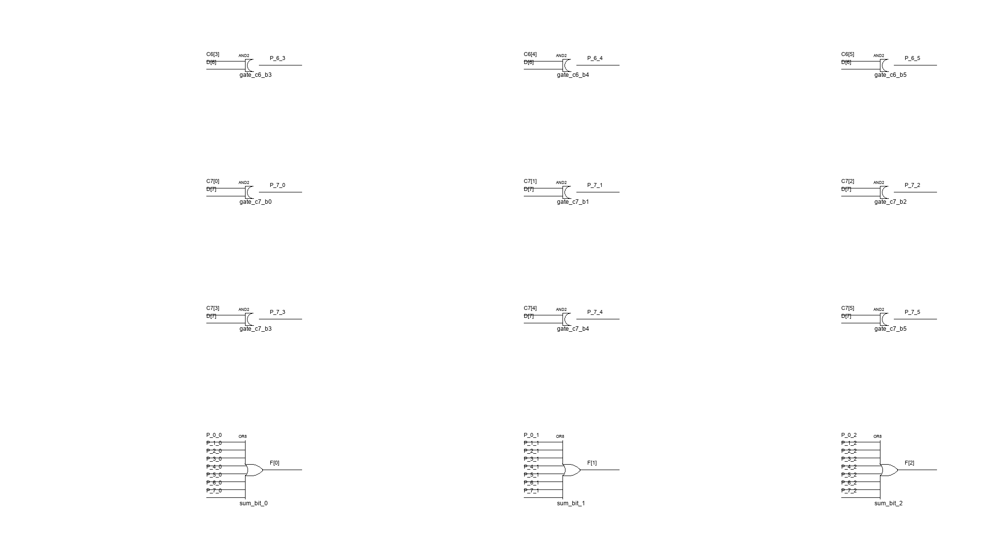 C6[3] AND2 P_6_3
D[6]
gate_c6_b3
C6[4] AND2 P_6_4
D[6]
gate_c6_b4
C6[5] AND2 P_6_5
D[6]
gate_c6_b5
C7[0] AND2 P_7_0
D[7]
gate_c7_b0
C7[1] AND2 P_7_1
D[7]
gate_c7_b1
C7[2] AND2 P_7_2
D[7]
gate_c7_b2
C7[3] AND2 P_7_3
D[7]
gate_c7_b3
C7[4] AND2 P_7_4
D[7]
gate_c7_b4
C7[5] AND2 P_7_5
D[7]
gate_c7_b5
P_0_0 OR8
P_1_0
P_2_0
P_3_0 F[0]
P_4_0
P_5_0
P_6_0
P_7_0
sum_bit_0
P_0_1 OR8
P_1_1
P_2_1
P_3_1 F[1]
P_4_1
P_5_1
P_6_1
P_7_1
sum_bit_1
P_0_2 OR8
P_1_2
P_2_2
P_3_2 F[2]
P_4_2
P_5_2
P_6_2
P_7_2
sum_bit_2